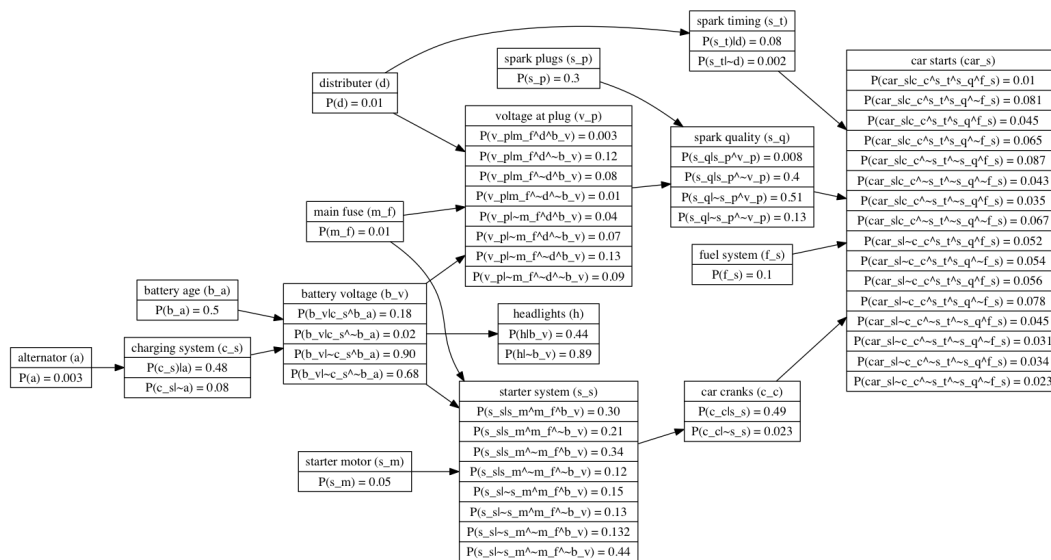 spark timing (s_t)
P(s_t)|d) = 0.08
P(s_t|~d) = 0.002
spark plugs (s_p)
P(s_p) = 0.3
distributer (d)
P(d) = 0.01
voltage at plug (v_p)
P(v_p|m_f^d^b_v) = 0.003
P(v_p|m_f^d^~b_v) = 0.12
P(v_p|m_f^~d^b_v) = 0.08
P(v_p|m_f^~d^~b_v) = 0.01
P(v_p|~m_f^d^b_v) = 0.04
P(v_p|~m_f^d^~b_v) = 0.07
P(v_p|~m_f^~d^b_v) = 0.13
P(v_p|~m_f^~d^~b_v) = 0.09
spark quality (s_q)
P(s_q|s_p^v_p) = 0.008
P(s_q|s_p^~v_p) = 0.4
P(s_q|~s_p^v_p) = 0.51
P(s_q|~s_p^~v_p) = 0.13
car starts (car_s)
P(car_s|c_c^s_t^s_q^f_s) = 0.01
P(car_s|c_c^s_t^s_q^~f_s) = 0.081
P(car_s|c_c^s_t^~s_q^f_s) = 0.045
P(car_s|c_c^s_t^~s_q^~f_s) = 0.065
P(car_s|c_c^~s_t^s_q^f_s) = 0.087
P(car_s|c_c^~s_t^s_q^~f_s) = 0.043
P(car_s|c_c^~s_t^~s_q^f_s) = 0.035
P(car_s|c_c^~s_t^~s_q^~f_s) = 0.067
P(car_s|~c_c^s_t^s_q^f_s) = 0.052
P(car_s|~c_c^s_t^s_q^~f_s) = 0.054
P(car_s|~c_c^s_t^~s_q^f_s) = 0.056
P(car_s|~c_c^s_t^~s_q^~f_s) = 0.078
P(car_s|~c_c^~s_t^s_q^f_s) = 0.045
P(car_s|~c_c^~s_t^s_q^~f_s) = 0.031
P(car_s|~c_c^~s_t^~s_q^f_s) = 0.034
P(car_s|~c_c^~s_t^~s_q^~f_s) = 0.023
main fuse (m_f)
P(m_f) = 0.01
fuel system (f_s)
P(f_s) = 0.1
battery age (b_a)
P(b_a) = 0.5
battery voltage (b_v)
P(b_v|c_s^b_a) = 0.18
P(b_v|c_s^~b_a) = 0.02
P(b_v|~c_s^b_a) = 0.90
P(b_v|~c_s^~b_a) = 0.68
headlights (h)
P(h|b_v) = 0.44
P(h|~b_v) = 0.89
alternator (a)
P(a) = 0.003
charging system (c_s)
P(c_s)|a) = 0.48
P(c_s|~a) = 0.08
starter system (s_s)
P(s_s|s_m^m_f^b_v) = 0.30
P(s_s|s_m^m_f^~b_v) = 0.21
P(s_s|s_m^~m_f^b_v) = 0.34
P(s_s|s_m^~m_f^~b_v) = 0.12
P(s_s|~s_m^m_f^b_v) = 0.15
P(s_s|~s_m^m_f^~b_v) = 0.13
P(s_s|~s_m^~m_f^b_v) = 0.132
P(s_s|~s_m^~m_f^~b_v) = 0.44
car cranks (c_c)
P(c_c|s_s) = 0.49
P(c_c|~s_s) = 0.023
starter motor (s_m)
P(s_m) = 0.05